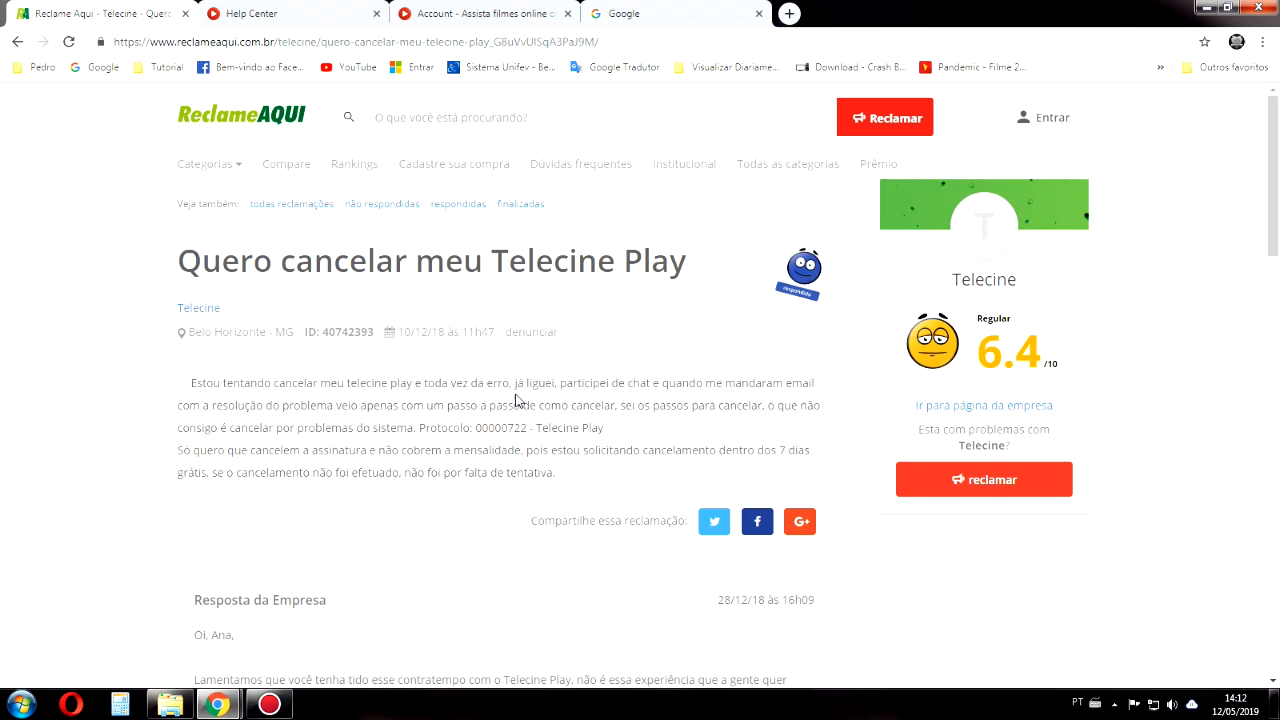 Reclame Aqui - Telecine - Quero
Help Center
Account - Assista filmes online c
Google
https://www.reclameaqui.com.br/telecine/quero-cancelar-meu-telecine-play_G8uVvUlSqA3PaJ9M/
Pedro
Google
Tutorial
Bem-vindo ao Face...
YouTube
Entrar
Sistema Unifev - Be...
Google Tradutor
Visualizar Diariame...
Download - Crash B...
Pandemic - Filme 2...
»
Outros favoritos
ReclameAQUI
O que você está procurando?
Reclamar
Entrar
Categorias
Compare
Rankings
Cadastre sua compra
Dúvidas frequentes
Institucional
Todas as categorias
Prêmio
Veja também:
todas reclamações
não respondidas
respondidas
finalizadas
T
Quero cancelar meu Telecine Play
respondida
Telecine
Telecine
Belo Horizonte - MG
ID: 40742393
10/12/18 às 11h47
denunciar
Regular
6.4 /10
Estou tentando cancelar meu telecine play e toda vez da erro, já liguei, participei de chat e quando me mandaram email
com a resolução do problema veio apenas com um passo a passo de como cancelar, sei os passos para cancelar. o que não
consigo é cancelar por problemas do sistema. Protocolo: 00000722 - Telecine Play
Só quero que cancelem a assinatura e não cobrem a mensalidade, pois estou solicitando cancelamento dentro dos 7 dias
grátis, se o cancelamento não foi efetuado, não foi por falta de tentativa.
Ir para página da empresa
Está com problemas com
Telecine?
reclamar
Compartilhe essa reclamação:
G+
Resposta da Empresa
28/12/18 às 16h09
Oi, Ana,
Lamentamos que você tenha tido esse contratempo com o Telecine Play, não é essa experiência que a gente quer
PT
14:12
12/05/2019